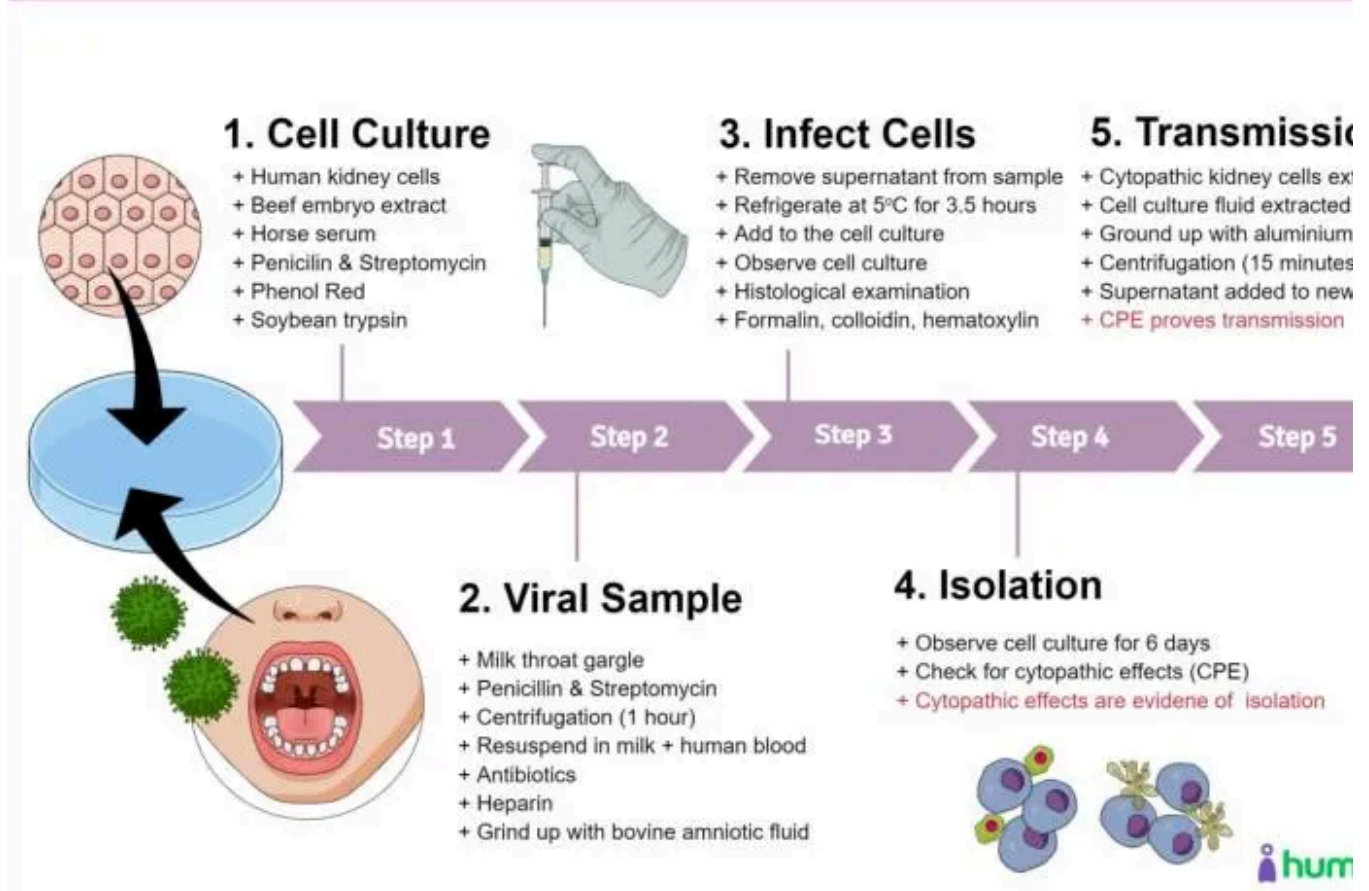 1. Cell Culture
+ Human kidney cells
+ Beef embryo extract
+ Horse serum
+ Penicilin & Streptomycin
+ Phenol Red
+ Soybean trypsin
3. Infect Cells
+ Remove supernatant from sample
+ Refrigerate at 5ºC for 3.5 hours
+ Add to the cell culture
+ Observe cell culture
+ Histological examination
+ Formalin, colloidin, hematoxylin
5. Transmissio
+ Cytopathic kidney cells ext
+ Cell culture fluid extracted
+ Ground up with aluminium
+ Centrifugation (15 minutes
+ Supernatant added to new
+ CPE proves transmission
Step 1
Step 2
Step 3
Step 4
Step 5
2. Viral Sample
+ Milk throat gargle
+ Penicillin & Streptomycin
+ Centrifugation (1 hour)
+ Resuspend in milk + human blood
+ Antibiotics
+ Heparin
+ Grind up with bovine amniotic fluid
4. Isolation
+ Observe cell culture for 6 days
+ Check for cytopathic effects (CPE)
+ Cytopathic effects are evidene of isolation
hum